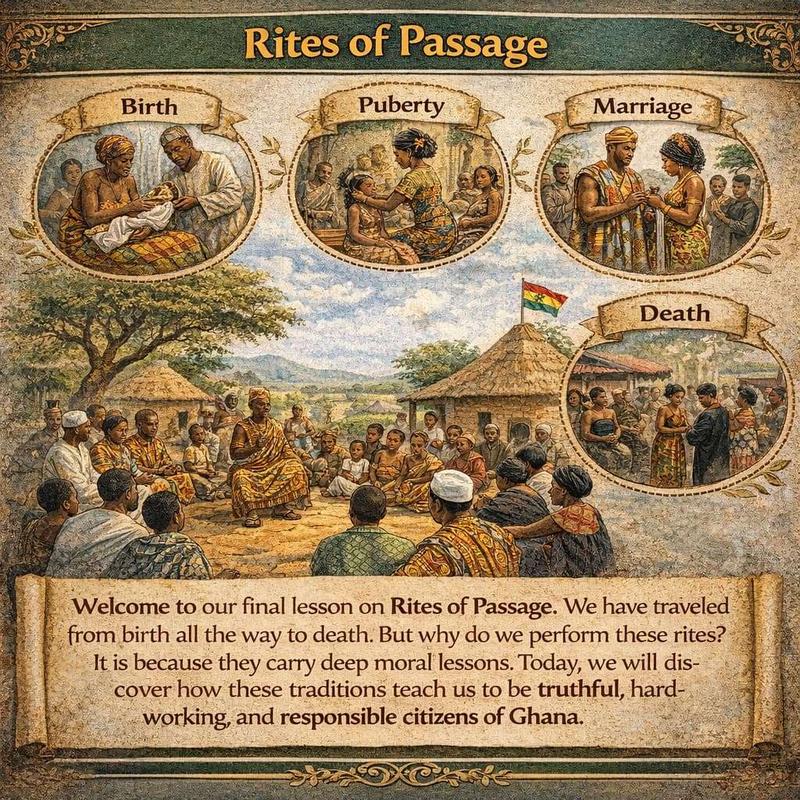 Rites of Passage
Birth
Puberty
Marriage
Death
Welcome to our final lesson on Rites of Passage. We have traveled
from birth all the way to death. But why do we perform these rites?
It is because they carry deep moral lessons. Today, we will dis-
cover how these traditions teach us to be truthful, hard-
working, and responsible citizens of Ghana.